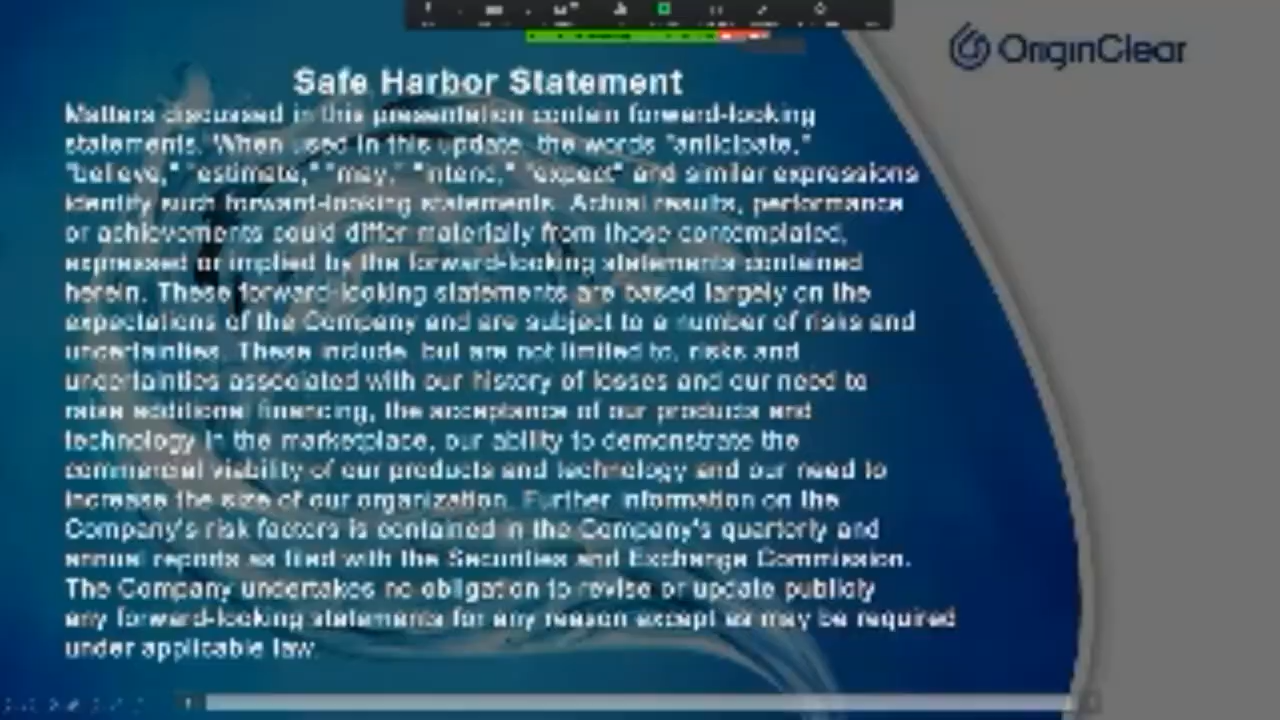 OriginClear
Safe Harbor Statement
Matters discussed in this presentation contain forward-looking
statements. When used in this update, the words "anticipate,"
"believe," "estimate," "may," "intend," "expect" and similar expressions
identify such forward-looking statements. Actual results, performance
or achievements could differ materially from those contemplated,
expressed or implied by the forward-looking statements contained
herein. These forward-looking statements are based largely on the
expectations of the Company and are subject to a number of risks and
uncertainties. These include, but are not limited to, risks and
uncertainties associated with our history of losses and our need to
raise additional financing, the acceptance of our products and
technology in the marketplace, our ability to demonstrate the
commercial viability of our products and technology and our need to
increase the size of our organization. Further information on the
Company's risk factors is contained in the Company's quarterly and
annual reports as filed with the Securities and Exchange Commission.
The Company undertakes no obligation to revise or update publicly
any forward-looking statements for any reason except as may be required
under applicable law.